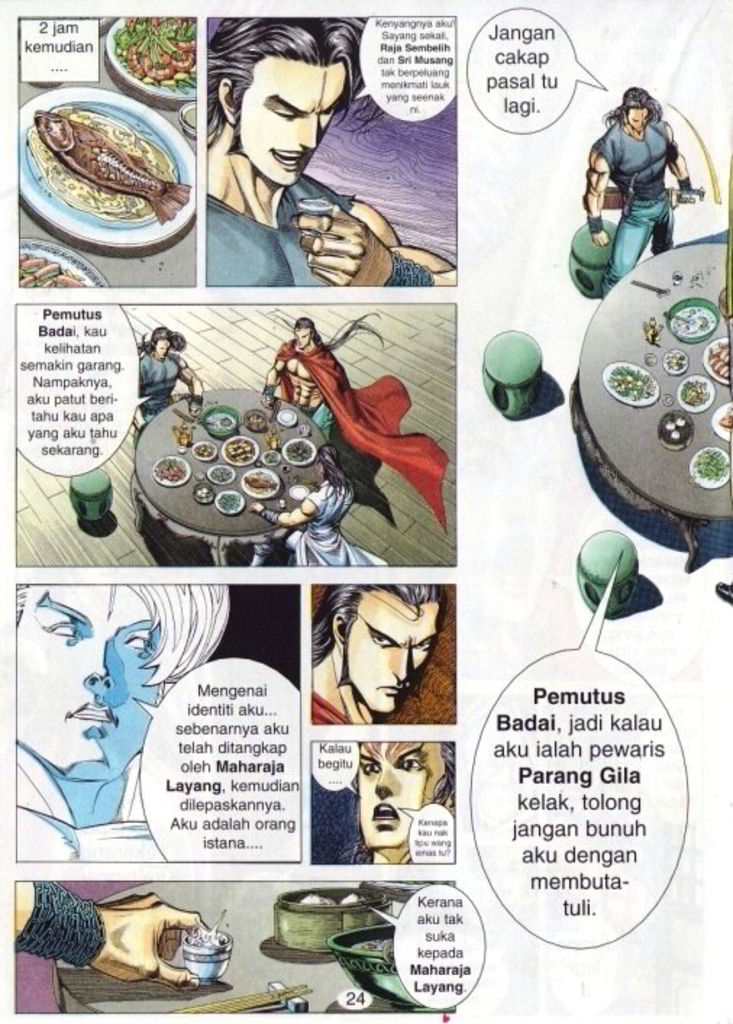 2 jam
kemudian
....
Kenyangnya aku!
Sayang sekali,
Raja Sembelih
dan Sri Musang
tak berpeluang
menikmati lauk
yang seenak
ni.
Jangan
cakap
pasal tu
lagi.
Pemutus
Badai, kau
kelihatan
semakin garang.
Nampaknya,
aku patut beri-
tahu kau apa
yang aku tahu
sekarang.
Mengenai
identiti aku...
sebenarnya aku
telah ditangkap
oleh Maharaja
Layang, kemudian
dilepaskannya.
Aku adalah orang
istana....
Kalau
begitu
....
Kenapa
kau nak
tipu wang
emas tu?
Kerana
aku tak
suka
kepada
Maharaja
Layang.
Pemutus
Badai, jadi kalau
aku ialah pewaris
Parang Gila
kelak, tolong
jangan bunuh
aku dengan
membuta-
tuli.
24